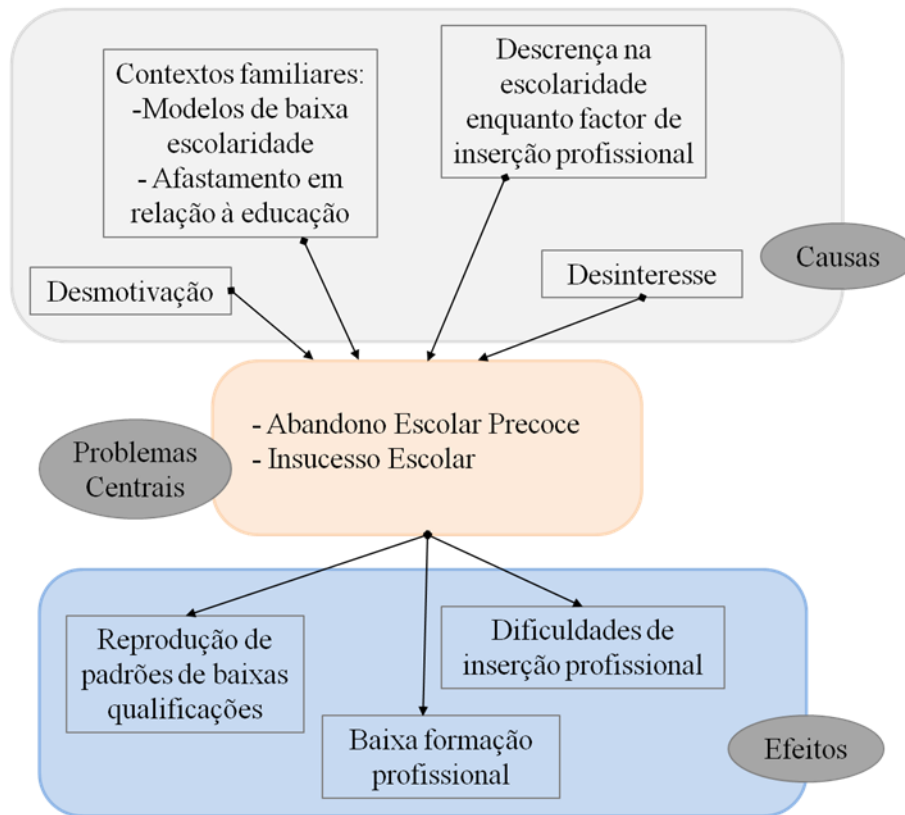 Contextos familiares:
-Modelos de baixa
escolaridade
- Afastamento em
relação à educação
Descrença na
escolaridade
enquanto factor de
inserção profissional
Causas
Desmotivação
Desinteresse
Problemas
Centrais
- Abandono Escolar Precoce
- Insucesso Escolar
Reprodução de
padrões de baixas
qualificações
Baixa formação
profissional
Dificuldades de
inserção profissional
Efeitos